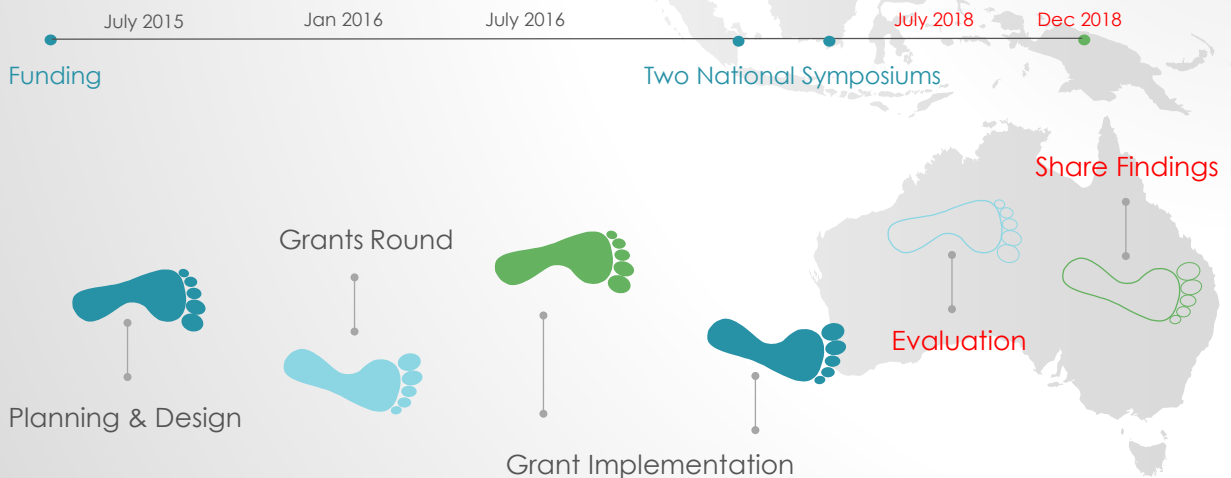 July 2015
Jan 2016
July 2016
July 2018
Dec 2018
Funding
Two National Symposiums
Share Findings
Grants Round
Evaluation
Planning & Design
Grant Implementation